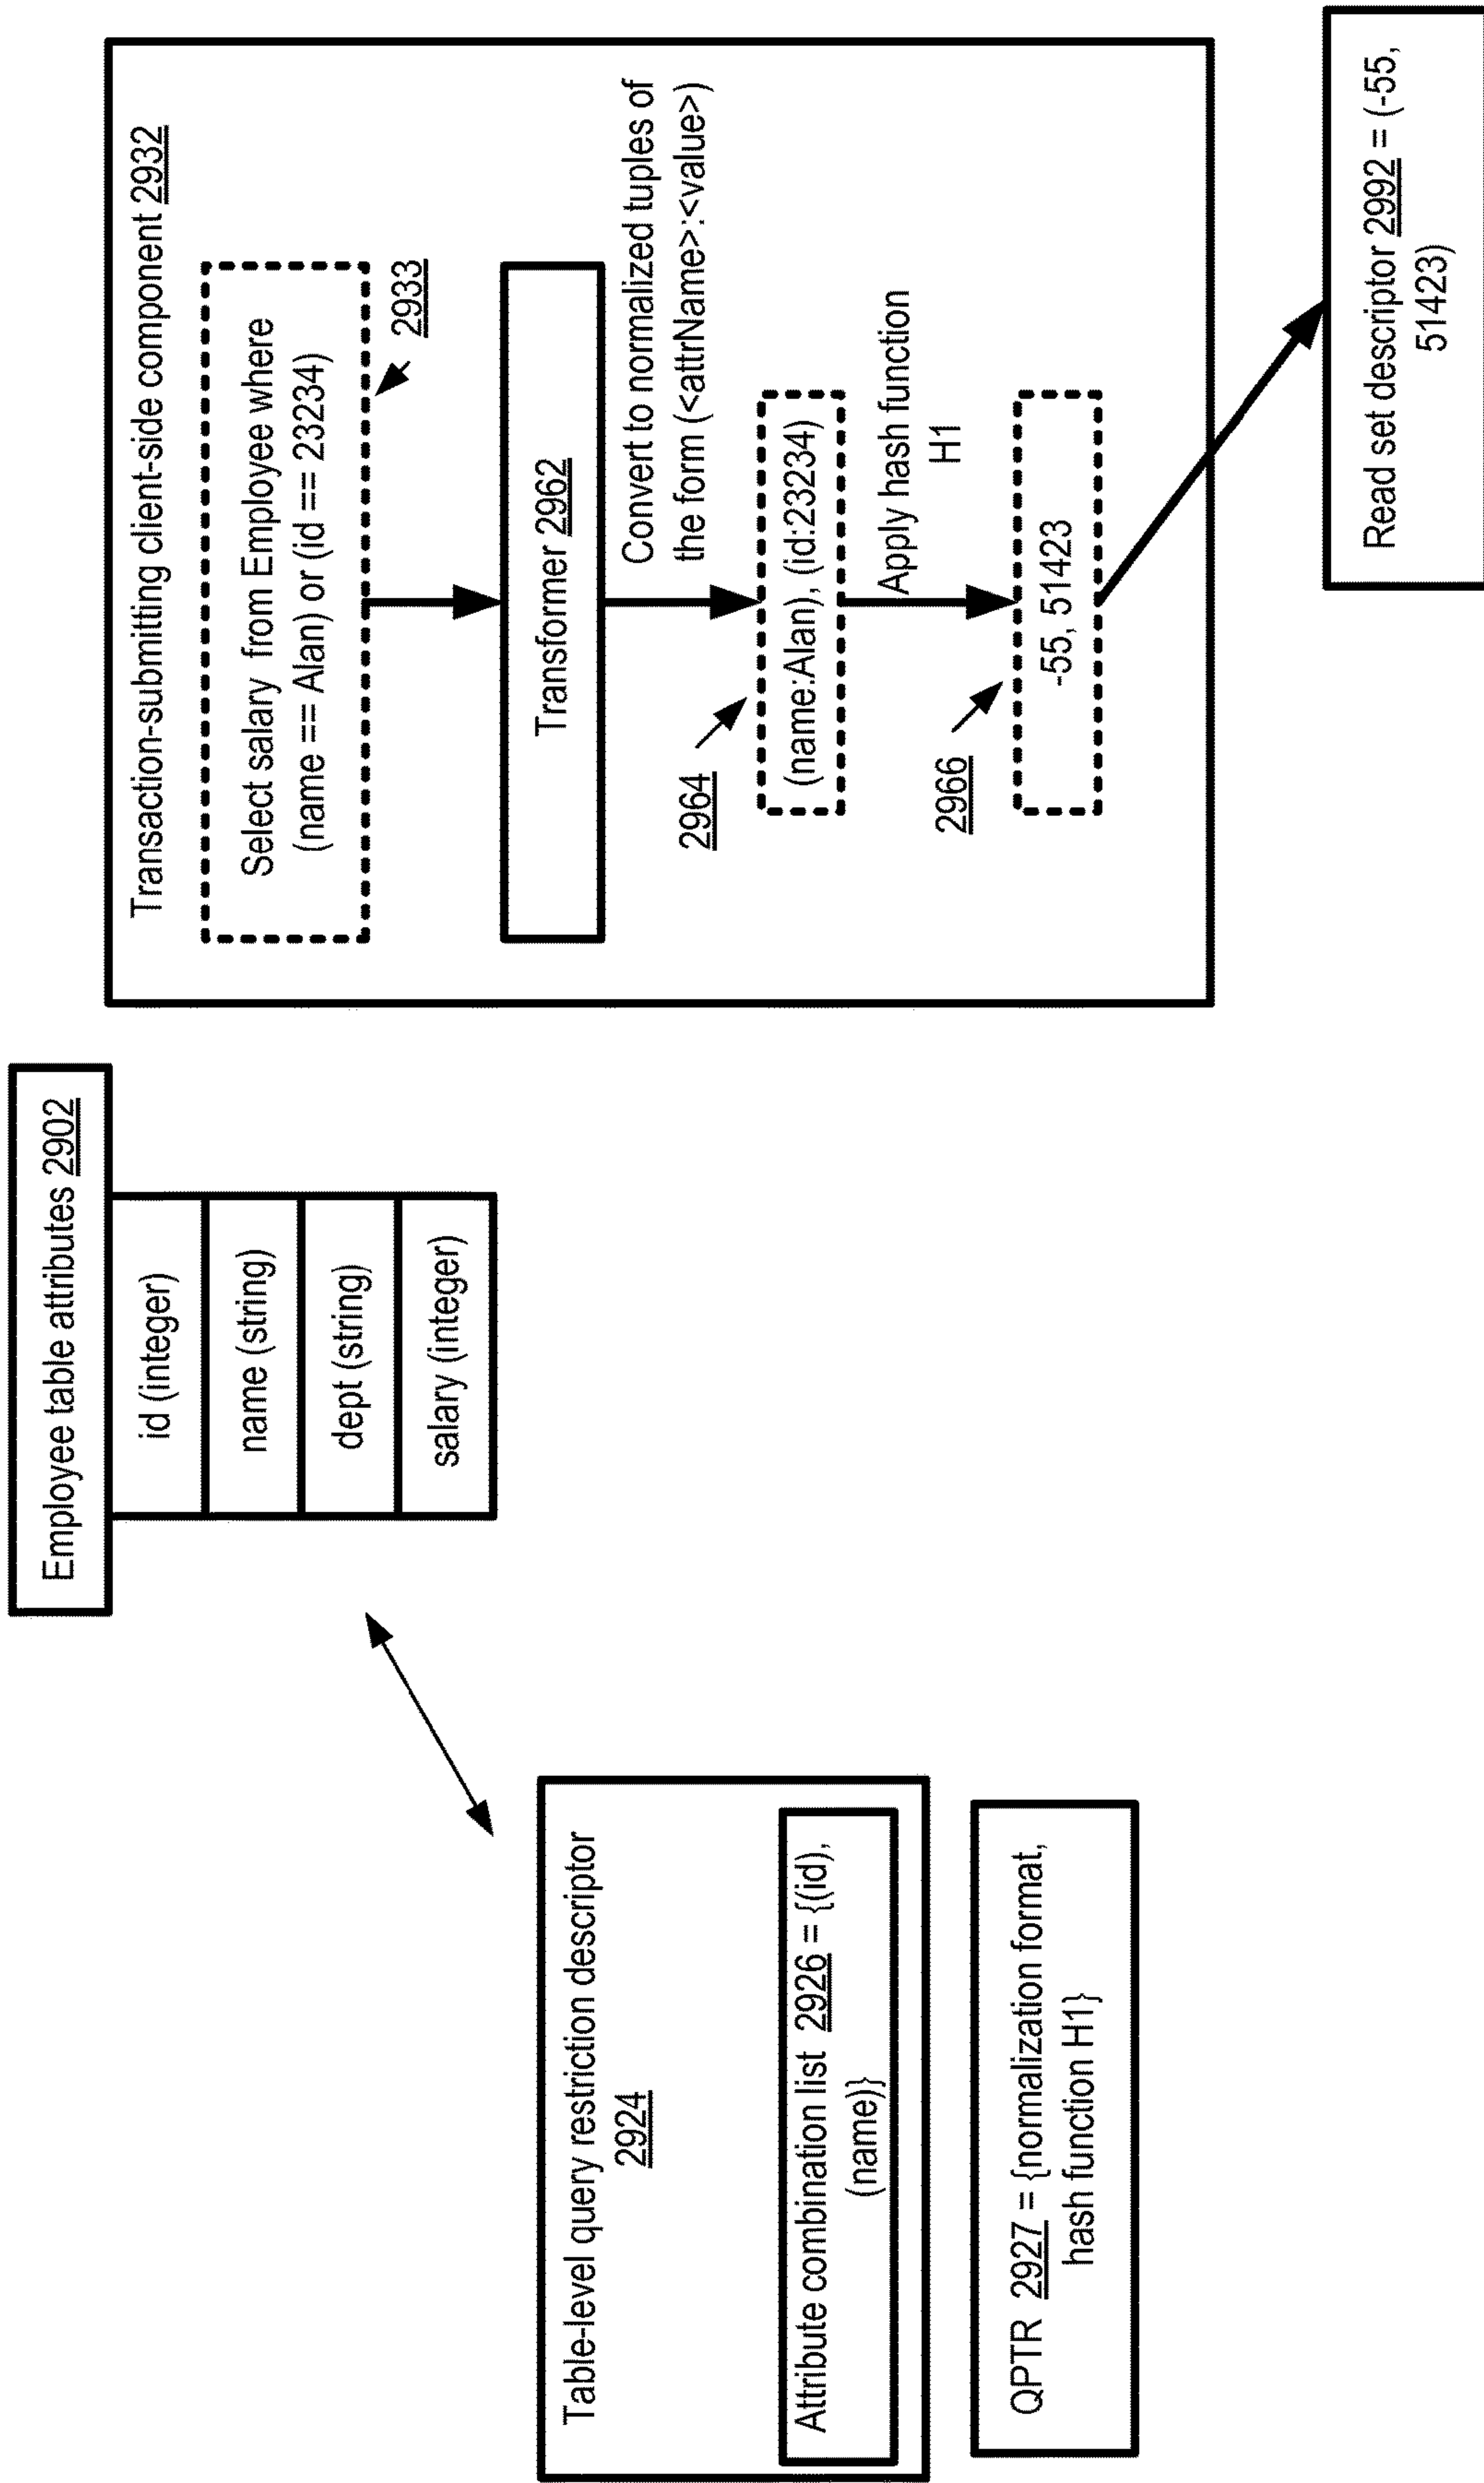 Employee table attributes 2902
id (integer)
name (string)
dept (string)
salary (integer)
Table-level query restriction descriptor
2924
Attribute combination list 2926 = {(id),
(name)}
QPTR 2927 = {normalization format,
hash function H1}
Transaction-submitting client-side component 2932
Select salary from Employee where
(name == Alan) or (id == 23234)
2933
Transformer 2962
Convert to normalized tuples of
the form (<attrName>:<value>)
2964
(name:Alan), (id:23234)
Apply hash function
H1
2966
-55, 51423
Read set descriptor 2992 = (-55,
51423)